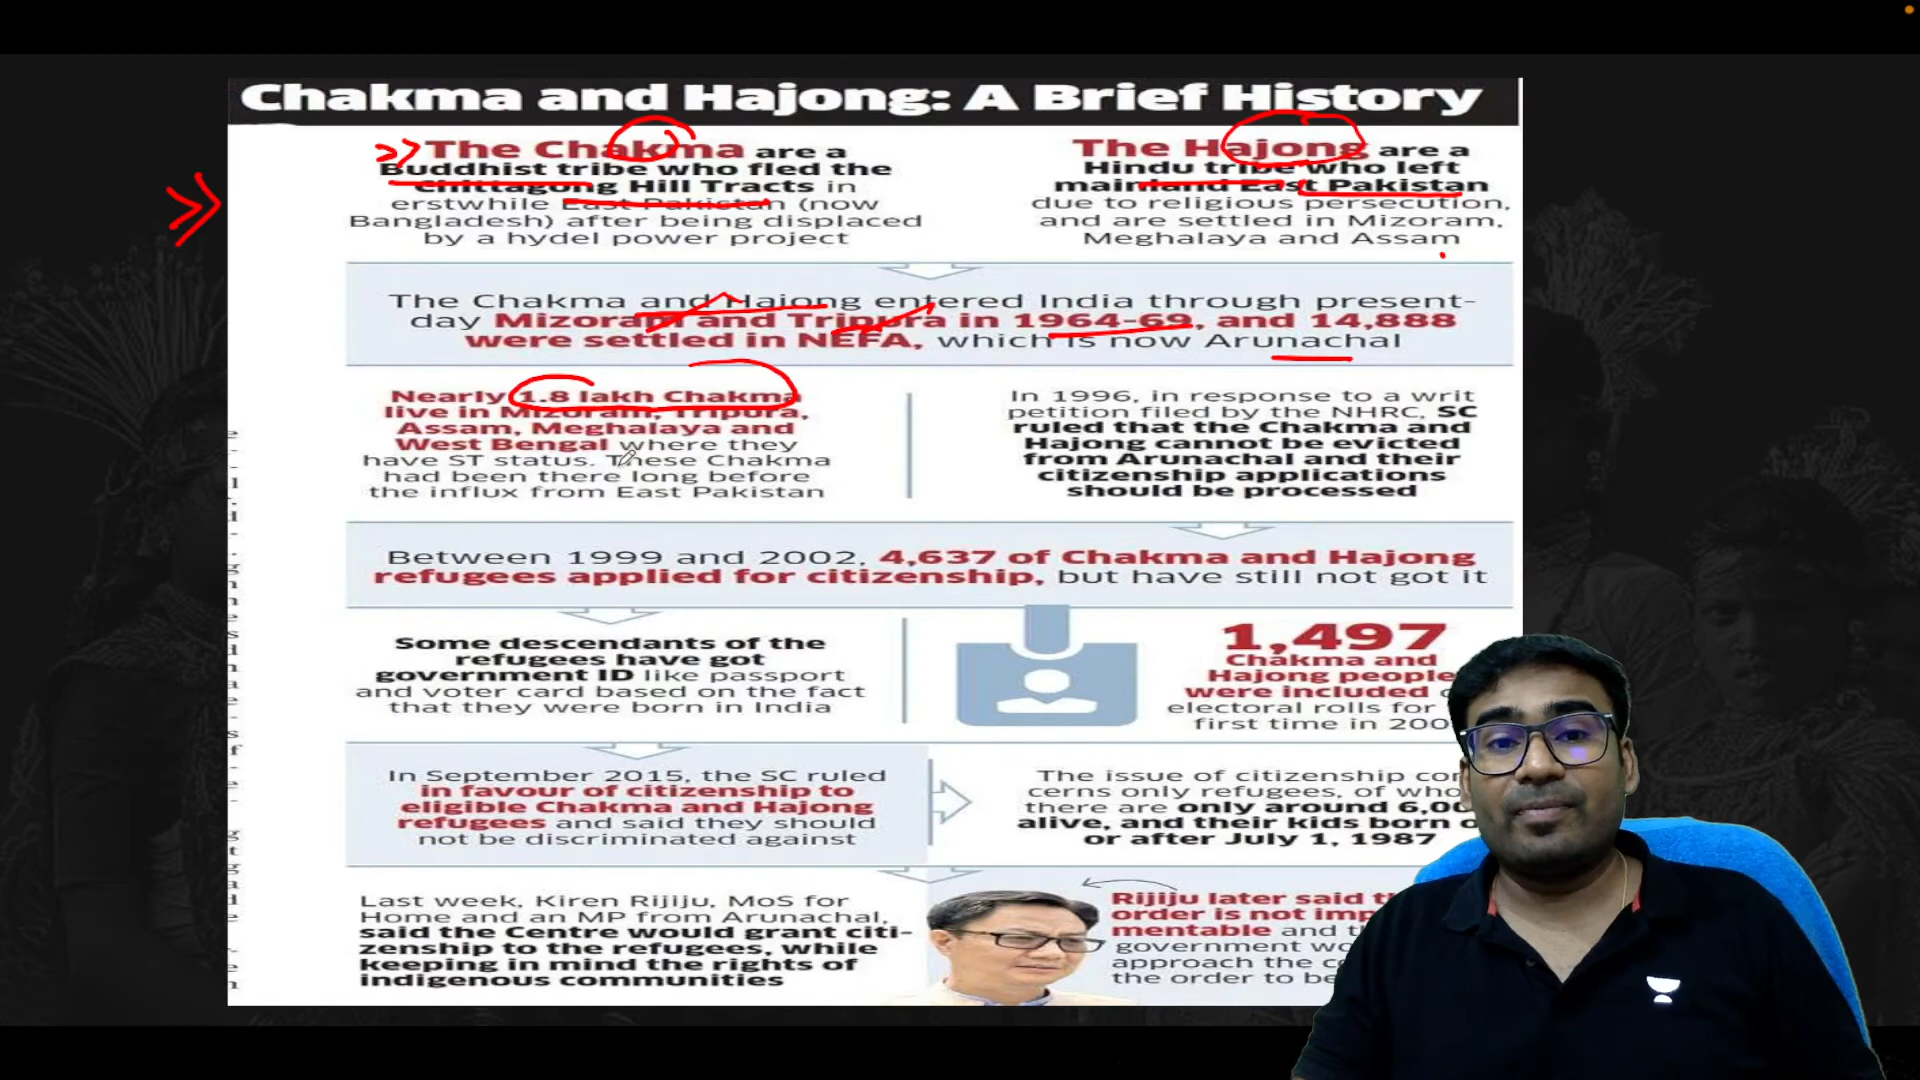 Chakma and Hajong: A Brief History
The Chakma are a
Buddhist tribe who fled the
Chittagong Hill Tracts in
erstwhile East Pakistan (now
Bangladesh) after being displaced
by a hydel power project
The Hajong are a
Hindu tribe who left
mainland East Pakistan
due to religious persecution,
and are settled in Mizoram,
Meghalaya and Assam
The Chakma and Hajong entered India through present-
day Mizoram and Tripura in 1964-69, and 14,888
were settled in NEFA, which is now Arunachal
Nearly 1.8 lakh Chakma
live in Mizoram, Tripura,
Assam, Meghalaya and
West Bengal where they
have ST status. These Chakma
had been there long before
the influx from East Pakistan
In 1996, in response to a writ
petition filed by the NHRC, SC
ruled that the Chakma and
Hajong cannot be evicted
from Arunachal and their
citizenship applications
should be processed
Between 1999 and 2002, 4,637 of Chakma and Hajong
refugees applied for citizenship, but have still not got it
Some descendants of the
refugees have got
government ID like passport
and voter card based on the fact
that they were born in India
1,497
Chakma and
Hajong people
were included
electoral rolls for
first time in 200
In September 2015, the SC ruled
in favour of citizenship to
eligible Chakma and Hajong
refugees and said they should
not be discriminated against
The issue of citizenship con
cerns only refugees, of who
there are only around 6,00
alive, and their kids born o
or after July 1, 1987
Last week, Kiren Rijiju, MoS for
Home and an MP from Arunachal,
said the Centre would grant citi-
zenship to the refugees, while
keeping in mind the rights of
indigenous communities
Rijiju later said t
order is not imp
mentable and t
government wo
approach the c
the order to be